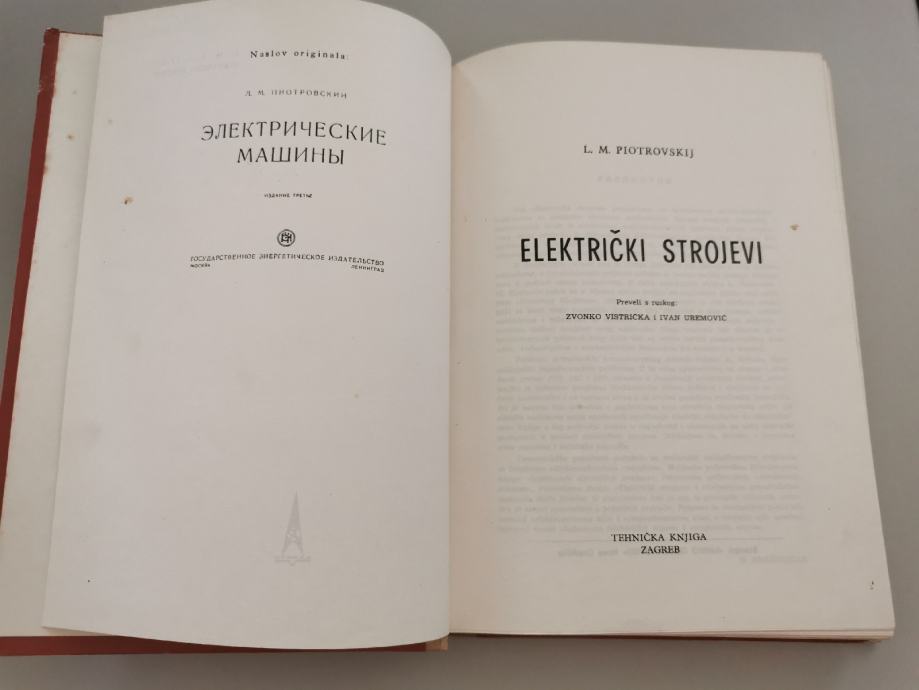 Naslov originala:
Л. М. ПИОТРОВСКИЙ
ЭЛЕКТРИЧЕСКИЕ
МАШИНЫ
ИЗДАНИЕ ТРЕТЬЕ
ГОСУДАРСТВЕННОЕ ЭНЕРГЕТИЧЕСКОЕ ИЗДАТЕЛЬСТВО
МОСКВА ЛЕНИНГРАД
L. M. PIOTROVSKIJ
ELEKTRIČKI STROJEVI
Preveli s ruskog:
ZVONKO VISTRIČKA i IVAN UREMOVIĆ
TEHNIČKA KNJIGA
ZAGREB